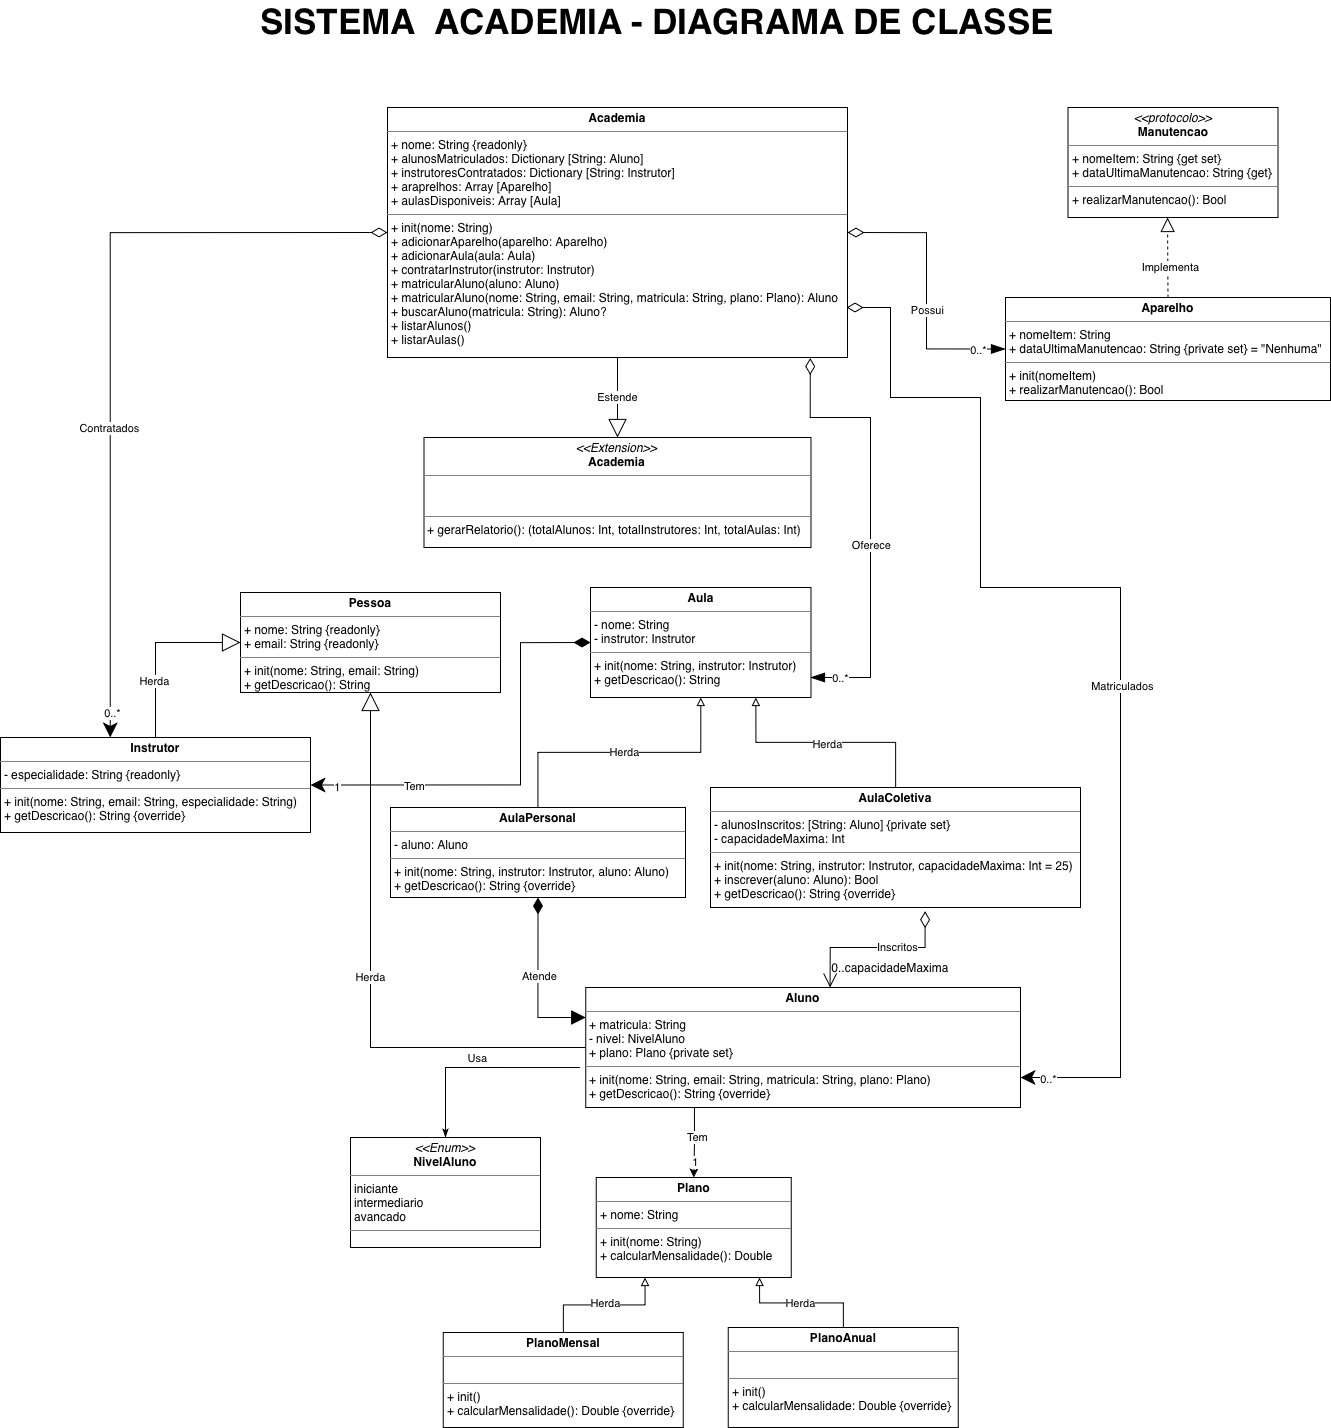 SISTEMA  ACADEMIA - DIAGRAMA DE CLASSE
Academia
+ nome: String {readonly}
+ alunosMatriculados: Dictionary [String: Aluno]
+ instrutoresContratados: Dictionary [String: Instrutor]
+ araprelhos: Array [Aparelho]
+ aulasDisponiveis: Array [Aula]
+ init(nome: String)
+ adicionarAparelho(aparelho: Aparelho)
+ adicionarAula(aula: Aula)
+ contratarInstrutor(instrutor: Instrutor)
+ matricularAluno(aluno: Aluno)
+ matricularAluno(nome: String, email: String, matricula: String, plano: Plano): Aluno
+ buscarAluno(matricula: String): Aluno?
+ listarAlunos()
+ listarAulas()
<<protocolo>>
Manutencao
+ nomeItem: String {get set}
+ dataUltimaManutencao: String {get}
+ realizarManutencao(): Bool
Implementa
Aparelho
+ nomeItem: String
+ dataUltimaManutencao: String {private set} = "Nenhuma"
+ init(nomeItem)
+ realizarManutencao(): Bool
Possui
0..*
Contratados
0..*
Estende
<<Extension>>
Academia
+ gerarRelatorio(): (totalAlunos: Int, totalInstrutores: Int, totalAulas: Int)
Oferece
0..*
Matriculados
0..*
Pessoa
+ nome: String {readonly}
+ email: String {readonly}
+ init(nome: String, email: String)
+ getDescricao(): String
Aula
- nome: String
- instrutor: Instrutor
+ init(nome: String, instrutor: Instrutor)
+ getDescricao(): String
Herda
Instrutor
- especialidade: String {readonly}
+ init(nome: String, email: String, especialidade: String)
+ getDescricao(): String {override}
1
Tem
Herda
Herda
AulaPersonal
- aluno: Aluno
+ init(nome: String, instrutor: Instrutor, aluno: Aluno)
+ getDescricao(): String {override}
AulaColetiva
- alunosInscritos: [String: Aluno] {private set}
- capacidadeMaxima: Int
+ init(nome: String, instrutor: Instrutor, capacidadeMaxima: Int = 25)
+ inscrever(aluno: Aluno): Bool
+ getDescricao(): String {override}
Herda
Atende
Inscritos
0..capacidadeMaxima
Aluno
+ matricula: String
- nivel: NivelAluno
+ plano: Plano {private set}
+ init(nome: String, email: String, matricula: String, plano: Plano)
+ getDescricao(): String {override}
Usa
<<Enum>>
NivelAluno
iniciante
intermediario
avancado
Tem
1
Plano
+ nome: String
+ init(nome: String)
+ calcularMensalidade(): Double
Herda
Herda
PlanoMensal
+ init()
+ calcularMensalidade(): Double {override}
PlanoAnual
+ init()
+ calcularMensalidade: Double {override}